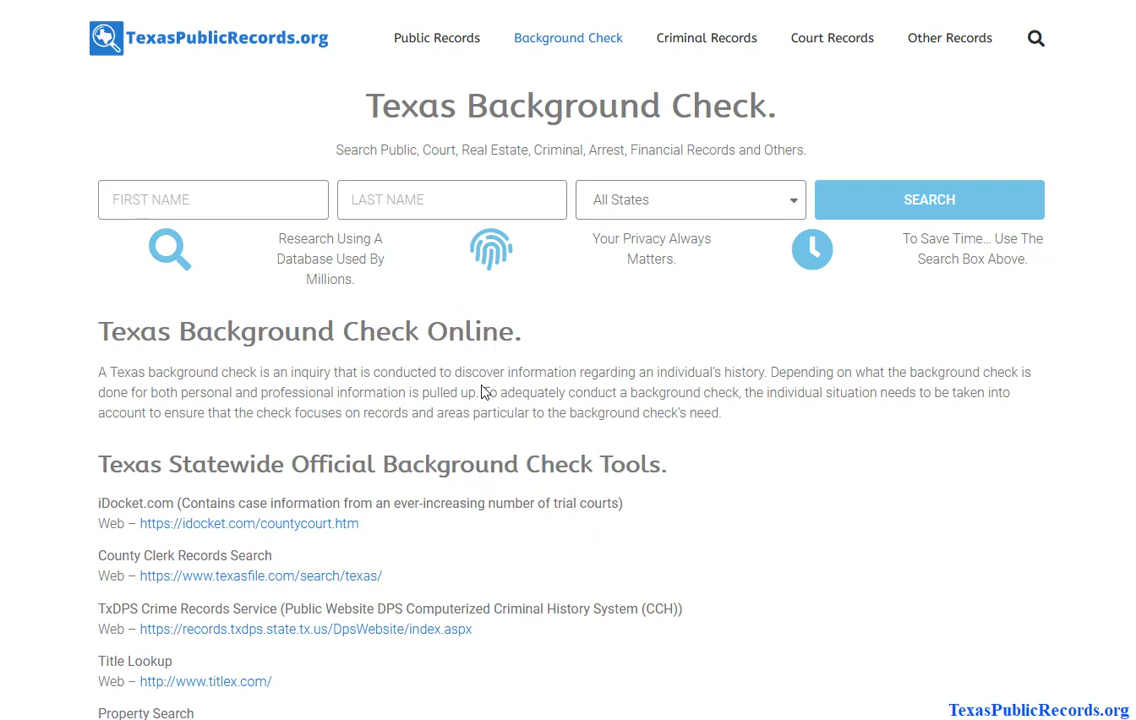 TexasPublicRecords.org
Public Records
Background Check
Criminal Records
Court Records
Other Records
Texas Background Check.
Search Public, Court, Real Estate, Criminal, Arrest, Financial Records and Others.
FIRST NAME
LAST NAME
All States
SEARCH
Research Using A
Database Used By
Millions.
Your Privacy Always
Matters.
To Save Time... Use The
Search Box Above.
Texas Background Check Online.
A Texas background check is an inquiry that is conducted to discover information regarding an individual's history. Depending on what the background check is
done for both personal and professional information is pulled up. To adequately conduct a background check, the individual situation needs to be taken into
account to ensure that the check focuses on records and areas particular to the background check's need.
Texas Statewide Official Background Check Tools.
iDocket.com (Contains case information from an ever-increasing number of trial courts)
Web – https://idocket.com/countycourt.htm
County Clerk Records Search
Web – https://www.texasfile.com/search/texas/
TxDPS Crime Records Service (Public Website DPS Computerized Criminal History System (CCH))
Web – https://records.txdps.state.tx.us/DpsWebsite/index.aspx
Title Lookup
Web – http://www.titlex.com/
Property Search
TexasPublicRecords.org